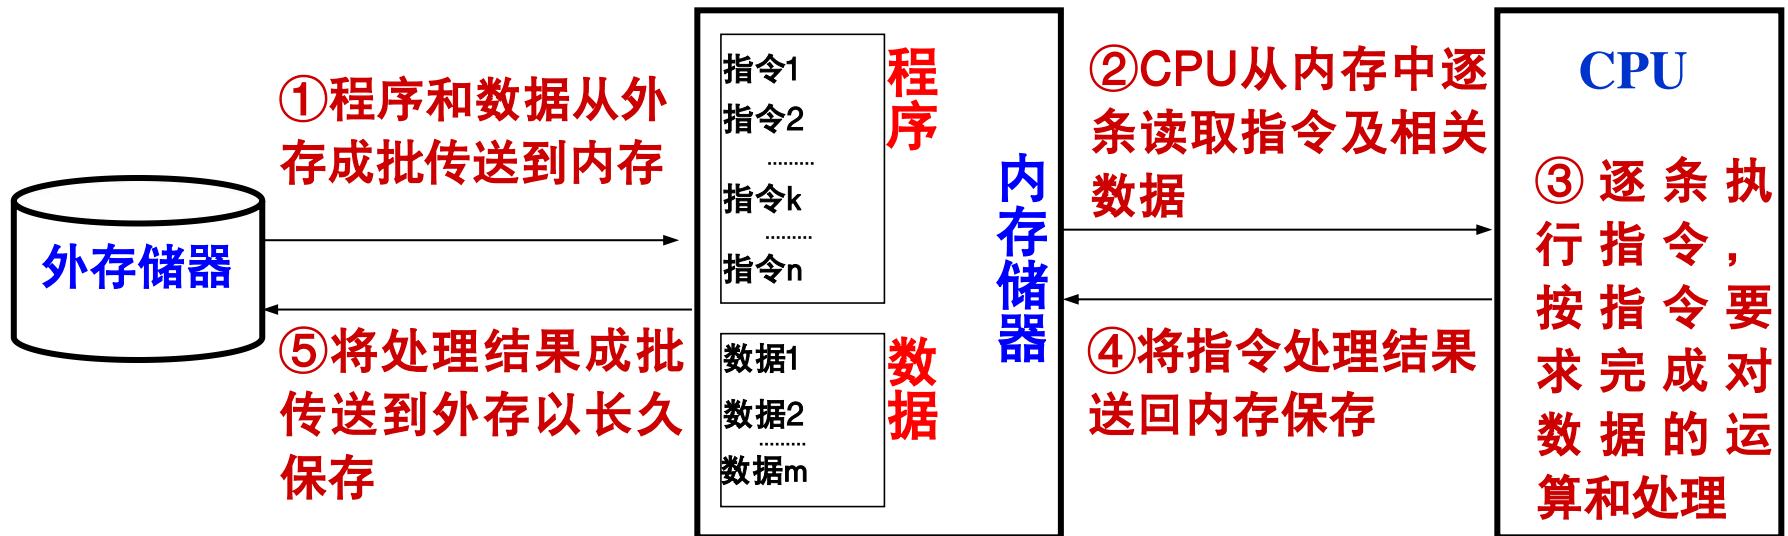 外存储器
①程序和数据从外
存成批传送到内存
⑤将处理结果成批
传送到外存以长久
保存
指令1
指令2
………
指令k
………
指令n
程序
数据1
数据2
………
数据m
数据
内存储器
②CPU从内存中逐
条读取指令及相关
数据
④将指令处理结果
送回内存保存
CPU
③逐条执
行指令，
按指令要
求完成对
数据的运
算和处理